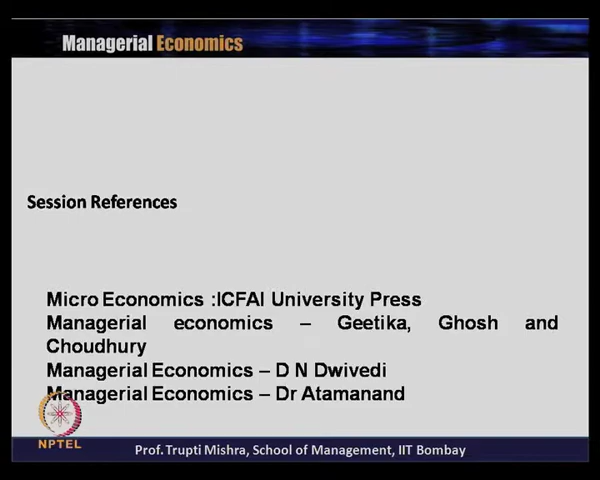 Managerial Economics
Session References
Micro Economics :ICFAI University Press
Managerial economics – Geetika, Ghosh and
Choudhury
Managerial Economics – D N Dwivedi
Managerial Economics – Dr Atamanand
NPTEL
Prof. Trupti Mishra, School of Management, IIT Bombay